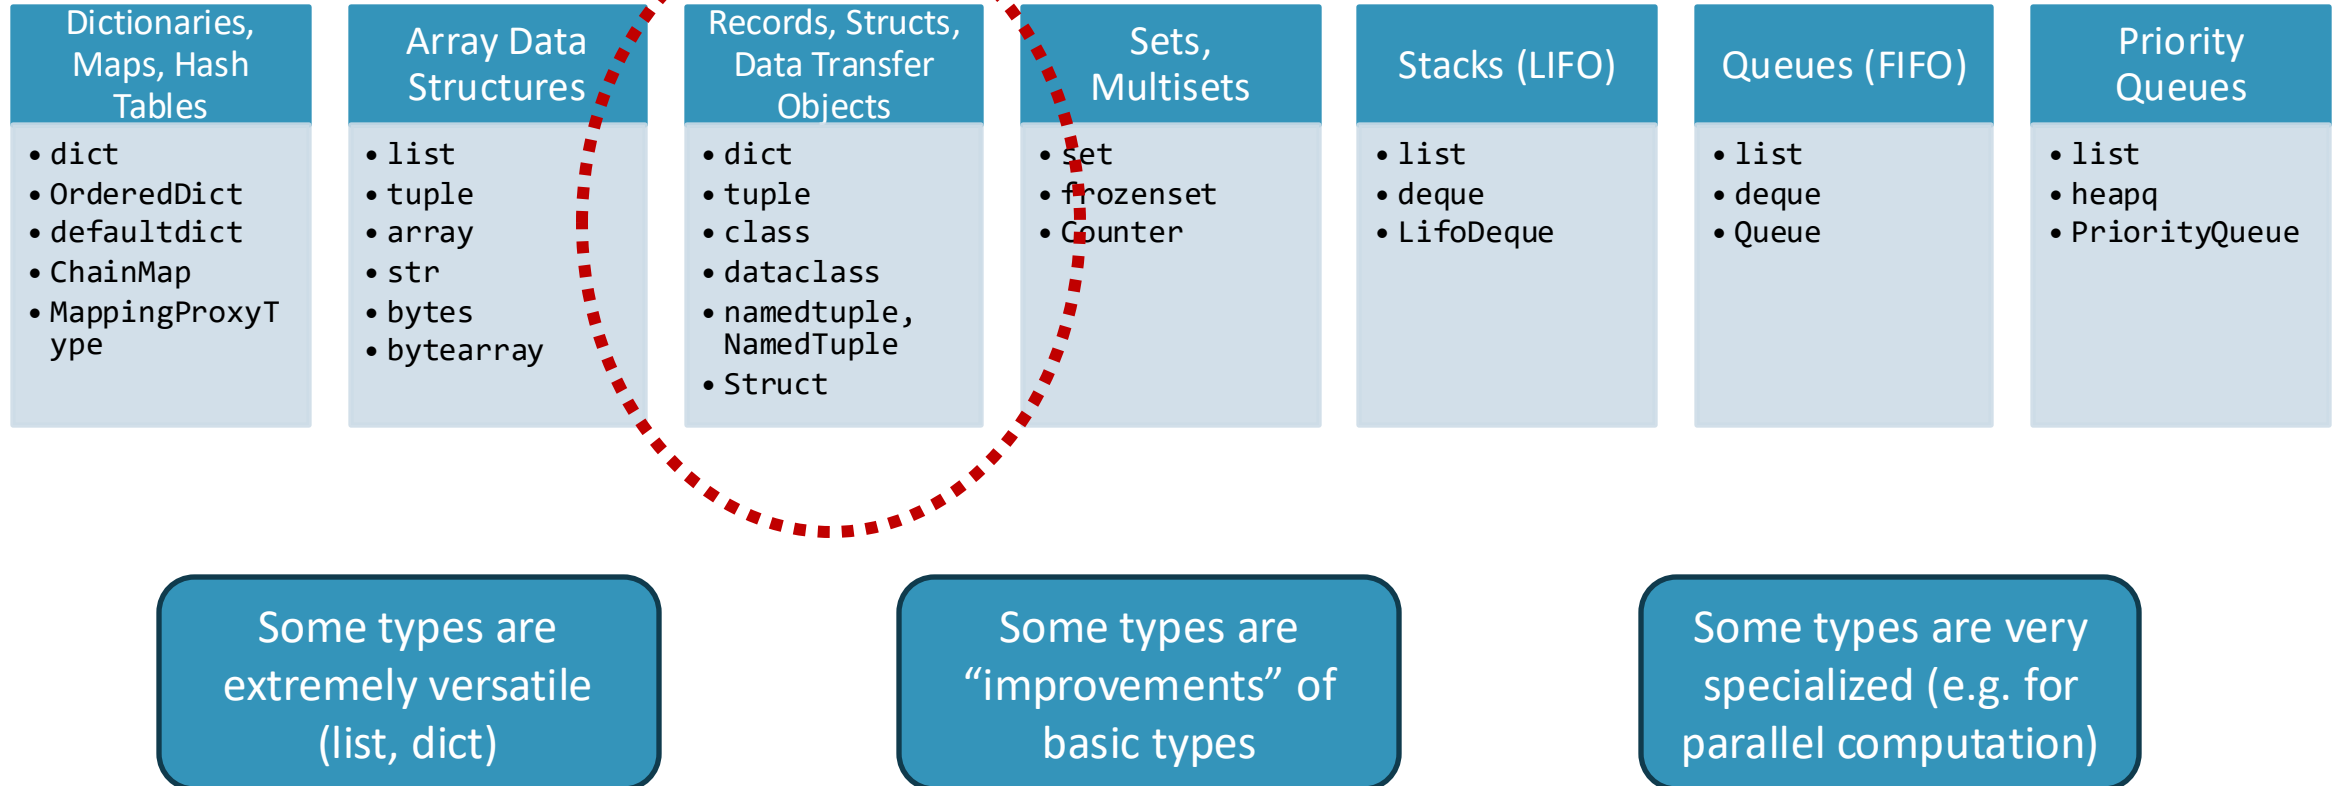 Dictionaries,
Maps, Hash
Tables
• dict
• OrderedDict
• defaultdict
• ChainMap
• MappingProxyT
ype
Array Data
Structures
• list
• tuple
• array
• str
• bytes
• bytearray
Records, Structs,
Data Transfer
Objects
• dict
• tuple
• class
• dataclass
• namedtuple,
NamedTuple
• Struct
Sets,
Multisets
• set
• frozenset
• Counter
Stacks (LIFO)
• list
• deque
• LifoDeque
Queues (FIFO)
• list
• deque
• Queue
Priority
Queues
• list
• heapq
• PriorityQueue
Some types are
extremely versatile
(list, dict)
Some types are
“improvements” of
basic types
Some types are very
specialized (e.g. for
parallel computation)